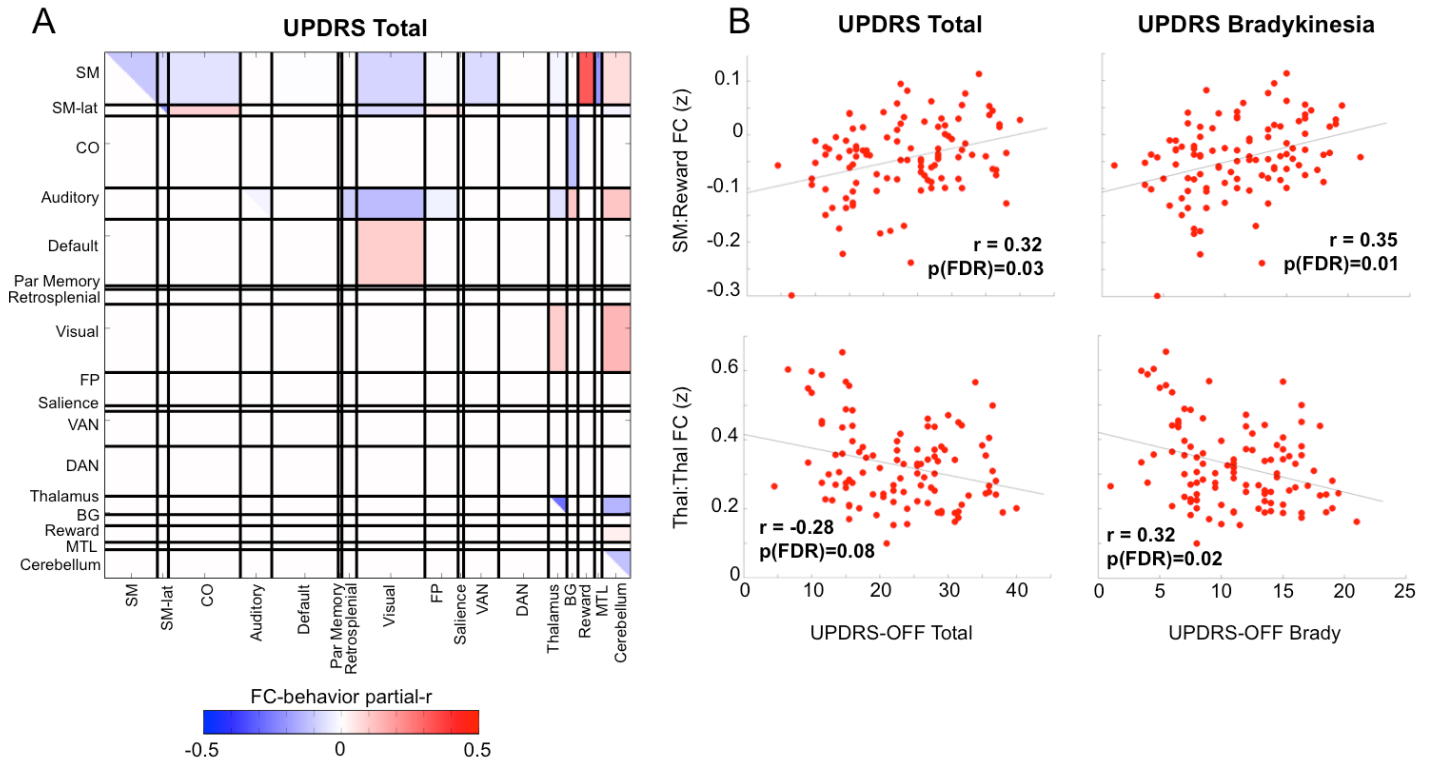 A
UPDRS Total
SM
SM-lat
CO
Auditory
Default
Par Memory
Retrosplenial
Visual
FP
Salience
VAN
DAN
Thalamus
BG
Reward
MTL
Cerebellum
SM
SM-lat
CO
Auditory
Default
Par Memory
Retrosplenial
Visual
FP
Salience
VAN
DAN
Thalamus
BG
Reward
MTL
Cerebellum
FC-behavior partial-r
-0.5 0 0.5
B
UPDRS Total
UPDRS Bradykinesia
SM:Reward FC (z)
0.1
0
-0.1
-0.2
-0.3
r = 0.32
p(FDR)=0.03
r = 0.35
p(FDR)=0.01
Thal:Thal FC (z)
0.6
0.4
0.2
0
r = -0.28
p(FDR)=0.08
r = 0.32
p(FDR)=0.02
0 10 20 30 40
0 5 10 15 20 25
UPDRS-OFF Total
UPDRS-OFF Brady